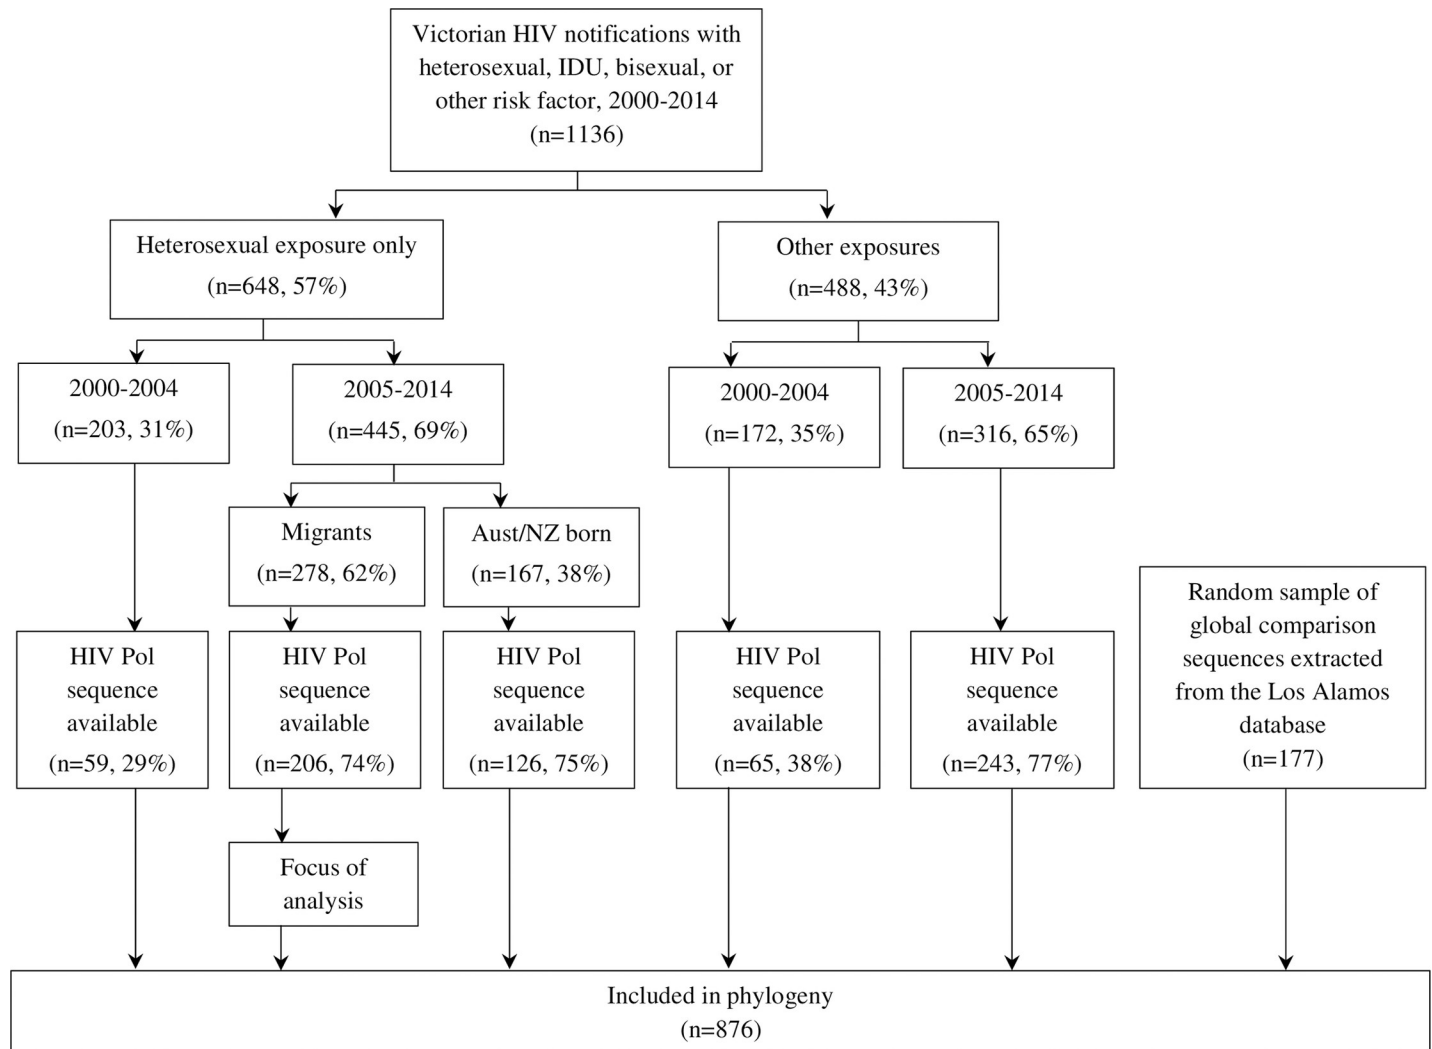 Victorian HIV notifications with
heterosexual, IDU, bisexual, or
other risk factor, 2000-2014
(n=1136)
Heterosexual exposure only
(n=648, 57%)
Other exposures
(n=488, 43%)
2000-2004
(n=203, 31%)
2005-2014
(n=445, 69%)
2000-2004
(n=172, 35%)
2005-2014
(n=316, 65%)
Migrants
(n=278, 62%)
Aust/NZ born
(n=167, 38%)
HIV Pol
sequence
available
(n=59, 29%)
HIV Pol
sequence
available
(n=206, 74%)
HIV Pol
sequence
available
(n=126, 75%)
HIV Pol
sequence
available
(n=65, 38%)
HIV Pol
sequence
available
(n=243, 77%)
Random sample of
global comparison
sequences extracted
from the Los Alamos
database
(n=177)
Focus of
analysis
Included in phylogeny
(n=876)